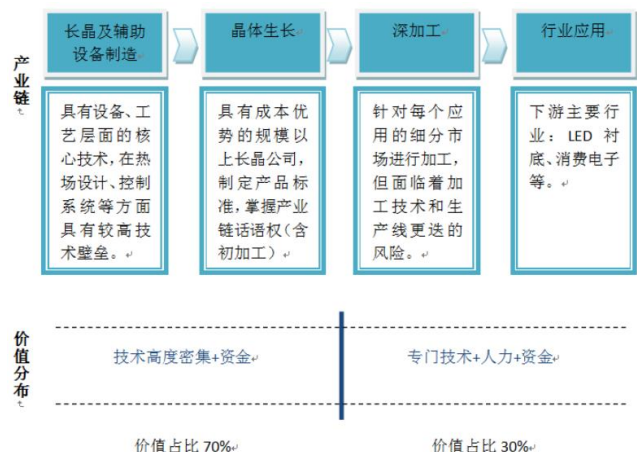 产业链
长晶及辅助
设备制造
晶体生长
深加工
行业应用
具有设备、工
艺层面的核
心技术，在热
场设计、控制
系统等方面
具有较高技
术壁垒。
具有成本优
势的规模以
上长晶公司，
制定产品标
准，掌握产业
链话语权（含
初加工）
针对每个应
用的细分市
场进行加工，
但面临着加
工技术和生
产线更迭的
风险。
下游主要行
业：LED 衬
底、消费电子
等。
价值分布
技术高度密集+资金
专门技术+人力+资金
价值占比 70%
价值占比 30%